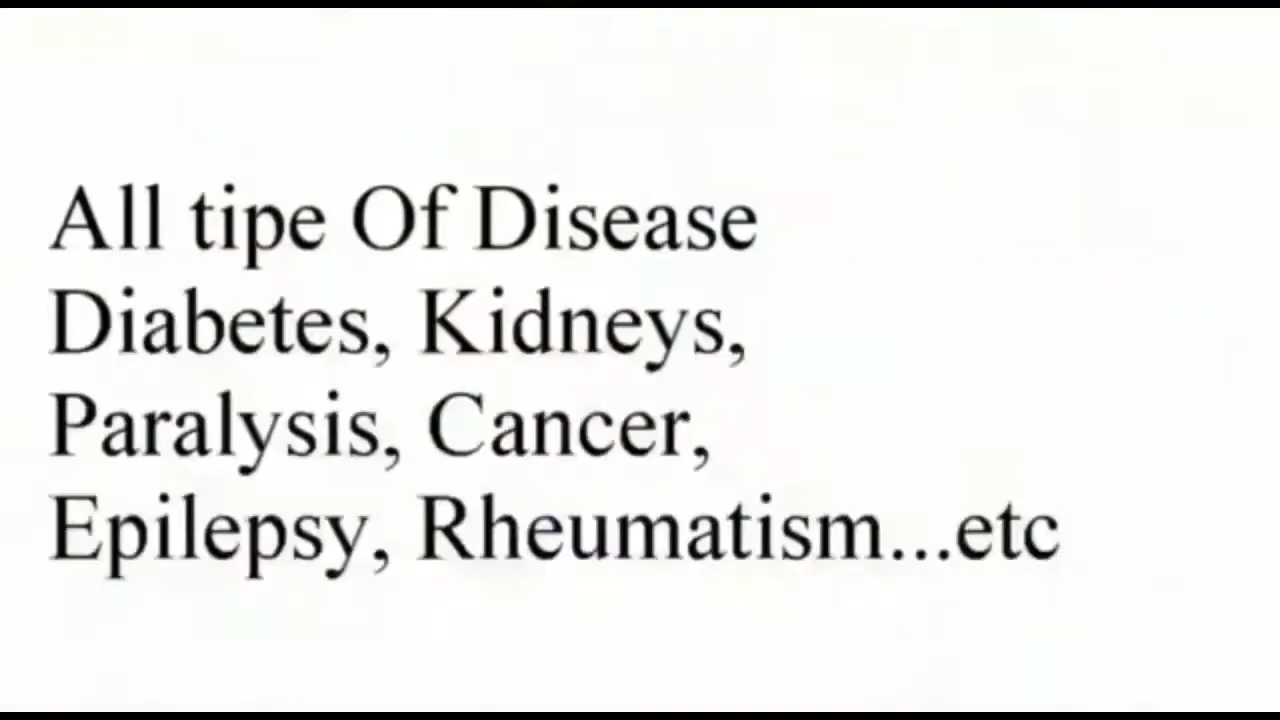 All tipe Of Disease
Diabetes, Kidneys,
Paralysis, Cancer,
Epilepsy, Rheumatism...etc